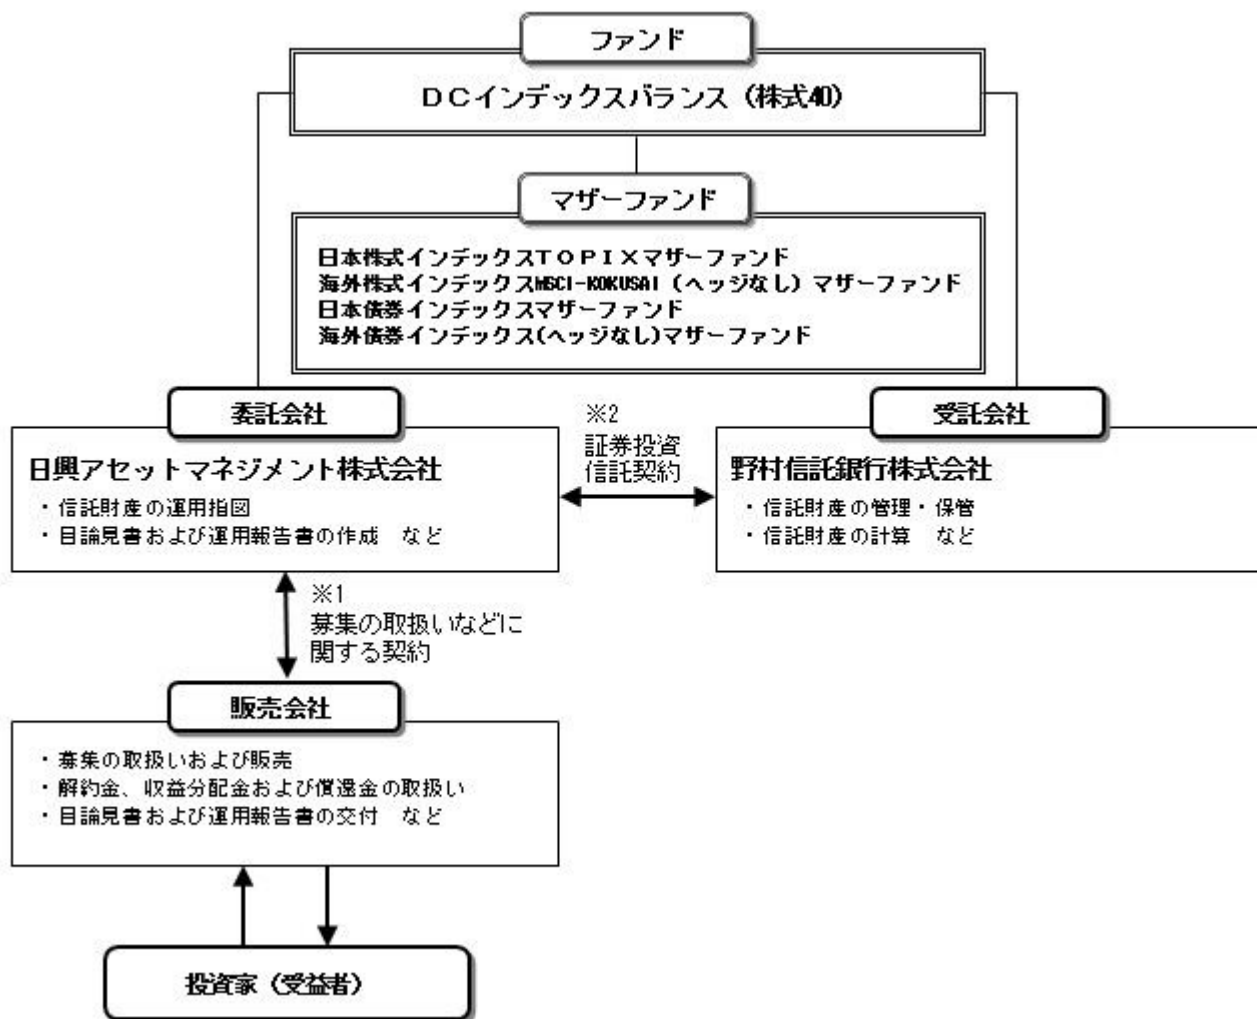 ファンド
DCインデックスバランス（株式40）
マザーファンド
日本株式インデックスTOPIXマザーファンド
海外株式インデックスMSCI-KOKUSAI（ヘッジなし）マザーファンド
日本債券インデックスマザーファンド
海外債券インデックス(ヘッジなし)マザーファンド
委託会社
日興アセットマネジメント株式会社
・信託財産の運用指図
・目論見書および運用報告書の作成　など
※2
証券投資
信託契約
受託会社
野村信託銀行株式会社
・信託財産の管理・保管
・信託財産の計算　など
※1
募集の取扱いなどに
関する契約
販売会社
・募集の取扱いおよび販売
・解約金、収益分配金および償還金の取扱い
・目論見書および運用報告書の交付　など
投資家（受益者）